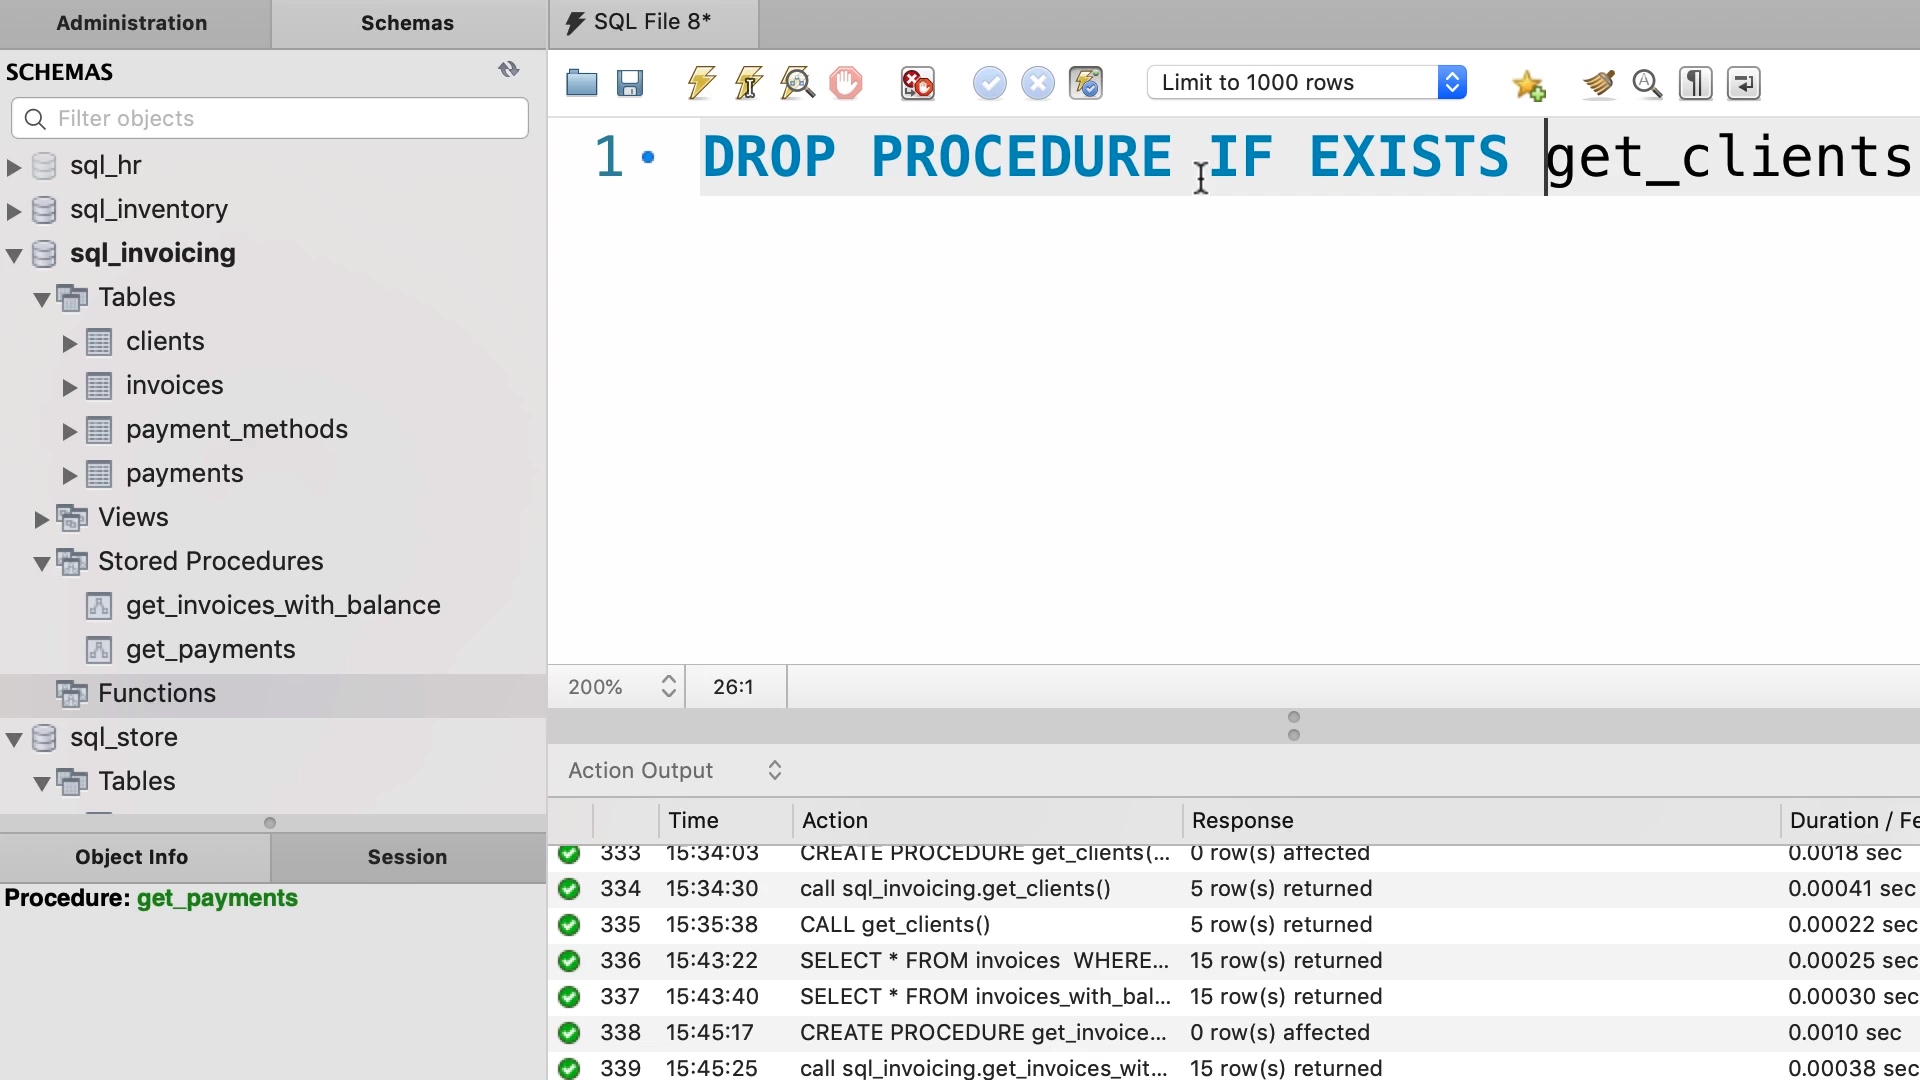 Administration
Schemas
SQL File 8*
SCHEMAS
Filter objects
Limit to 1000 rows
sql_hr
sql_inventory
sql_invoicing
Tables
clients
invoices
payment_methods
payments
Views
Stored Procedures
get_invoices_with_balance
get_payments
Functions
sql_store
Tables
1 DROP PROCEDURE IF EXISTS get_clients
200% 26:1
Action Output
Time Action Response Duration / Fe
333 15:34:03 CREATE PROCEDURE get_clients(... 0 row(s) affected 0.0018 sec
334 15:34:30 call sql_invoicing.get_clients() 5 row(s) returned 0.00041 sec
335 15:35:38 CALL get_clients() 5 row(s) returned 0.00022 sec
336 15:43:22 SELECT * FROM invoices WHERE... 15 row(s) returned 0.00025 sec
337 15:43:40 SELECT * FROM invoices_with_bal... 15 row(s) returned 0.00030 sec
338 15:45:17 CREATE PROCEDURE get_invoice... 0 row(s) affected 0.0010 sec
339 15:45:25 call sql_invoicing.get_invoices_wit... 15 row(s) returned 0.00038 sec
Object Info
Session
Procedure: get_payments